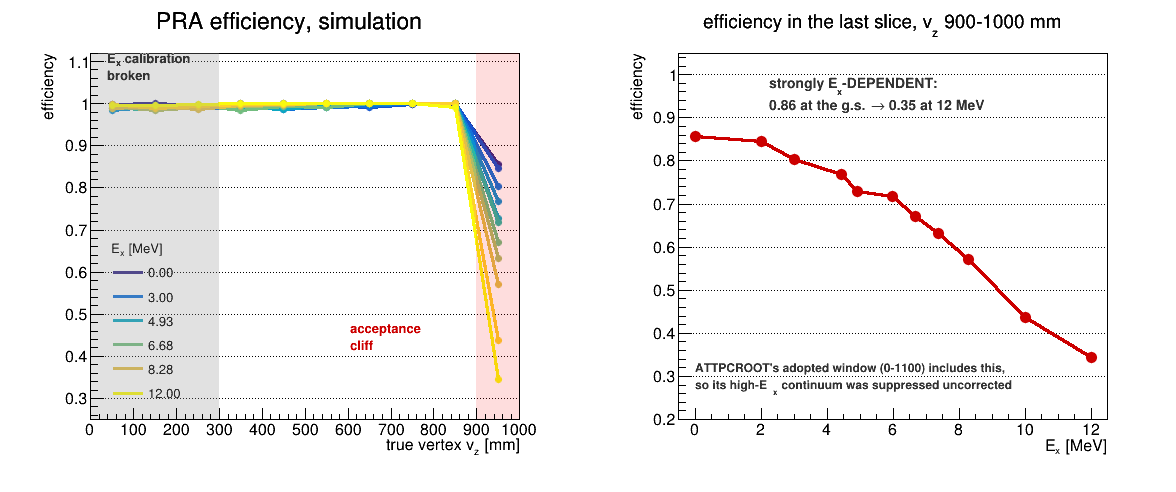 PRA efficiency, simulation
efficiency
1.1
1
0.9
0.8
0.7
0.6
0.5
0.4
0.3
Ex calibration
broken
Ex [MeV]
0.00
3.00
4.93
6.68
8.28
12.00
acceptance
cliff
0 100 200 300 400 500 600 700 800 900 1000
true vertex vz [mm]
efficiency in the last slice, vz 900-1000 mm
efficiency
1
0.9
0.8
0.7
0.6
0.5
0.4
0.3
0.2
strongly Ex-DEPENDENT:
0.86 at the g.s. → 0.35 at 12 MeV
ATTPCROOT's adopted window (0-1100) includes this,
so its high-Ex continuum was suppressed uncorrected
0 2 4 6 8 10 12
Ex [MeV]